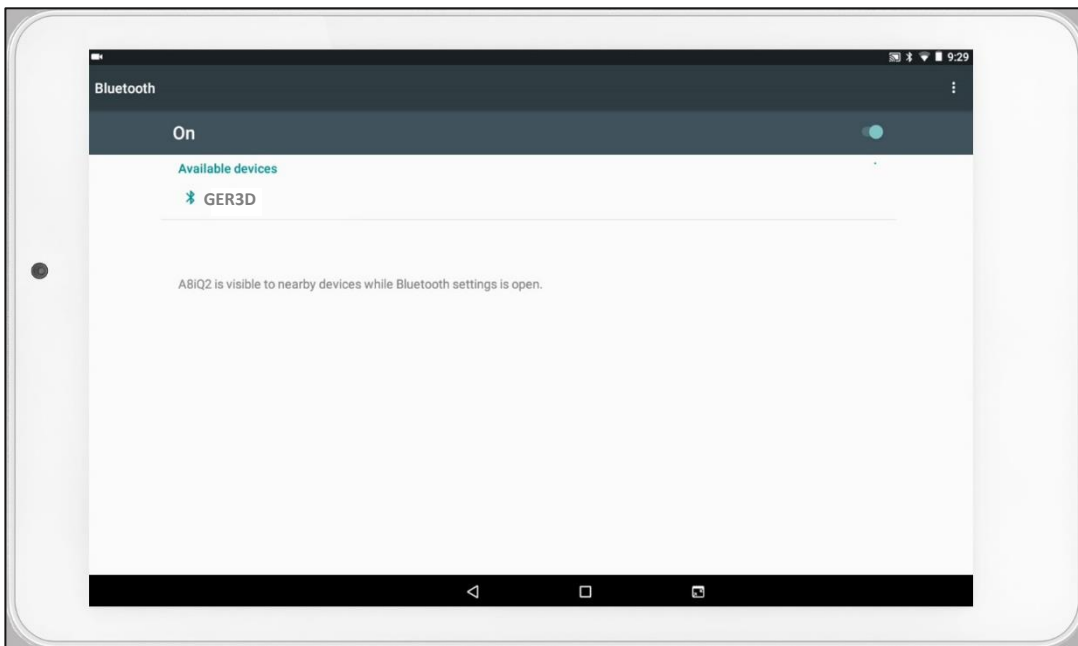 9:29
Bluetooth
On
Available devices
GER3D
A8iQ2 is visible to nearby devices while Bluetooth settings is open.